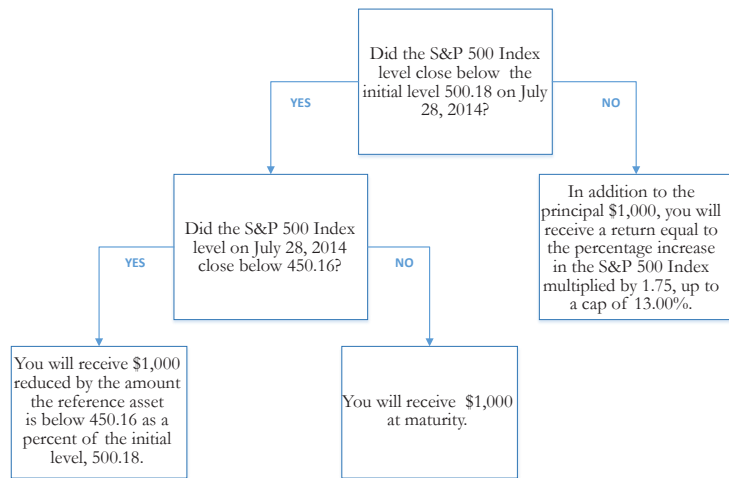 Did the S&P 500 Index
level close below the
initial level 500.18 on July
28, 2014?
YES
NO
Did the S&P 500 Index
level on July 28, 2014
close below 450.16?
In addition to the
principal $1,000, you will
receive a return equal to
the percentage increase
in the S&P 500 Index
multiplied by 1.75, up to
a cap of 13.00%.
YES
NO
You will receive $1,000
reduced by the amount
the reference asset
is below 450.16 as a
percent of the initial
level, 500.18.
You will receive $1,000
at maturity.